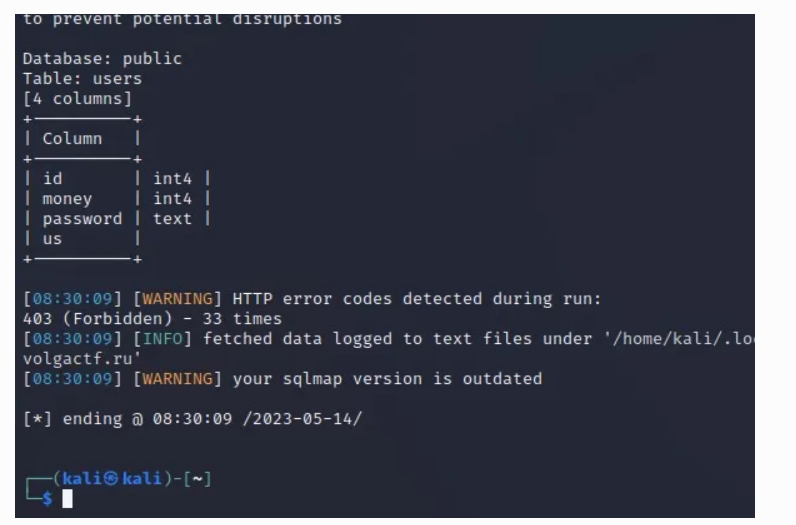 to prevent potential disruptions
Database: public
Table: users
[4 columns]
+----------+
| Column   |
+----------+
| id       | int4 |
| money    | int4 |
| password | text |
| us       |
+----------+
[08:30:09] [WARNING] HTTP error codes detected during run:
403 (Forbidden) - 33 times
[08:30:09] [INFO] fetched data logged to text files under '/home/kali/.lo
volgactf.ru'
[08:30:09] [WARNING] your sqlmap version is outdated
[*] ending @ 08:30:09 /2023-05-14/
┌──(kali㉿kali)-[~]
└─$